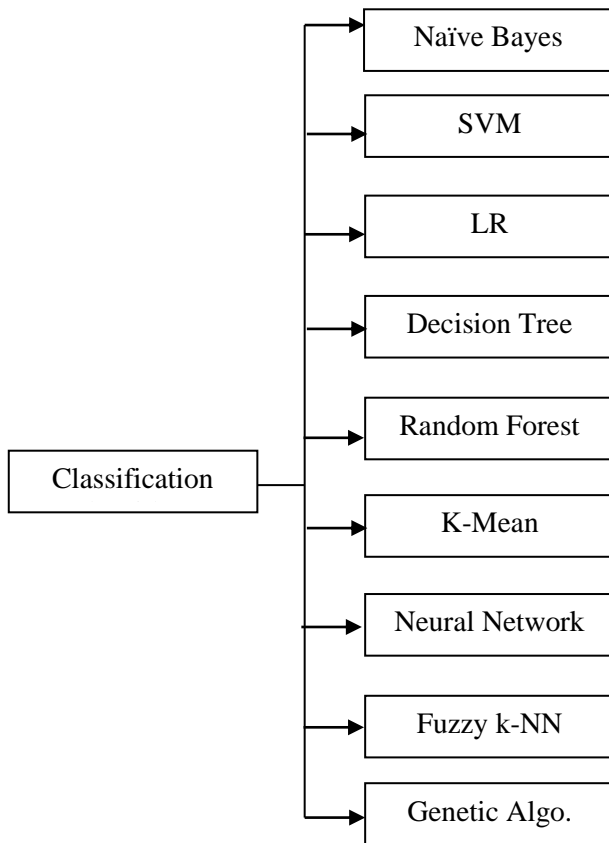 Naïve Bayes
SVM
LR
Decision Tree
Random Forest
Classification
K-Mean
Neural Network
Fuzzy k-NN
Genetic Algo.